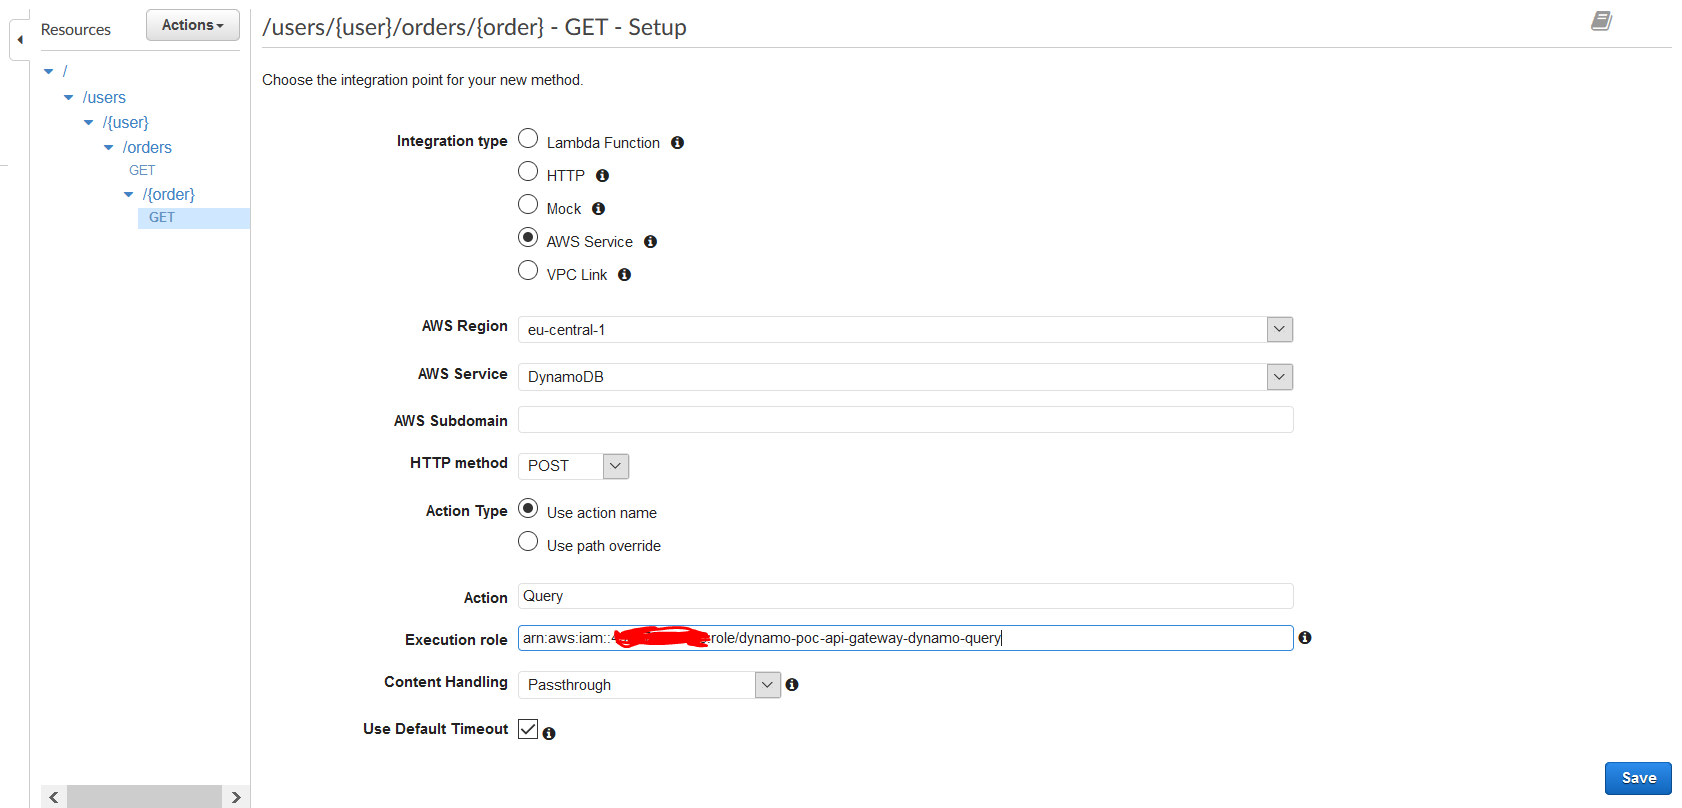 Resources
Actions
/users/{user}/orders/{order} - GET - Setup
/
/users
/{user}
/orders
GET
/{order}
GET
Choose the integration point for your new method.
Integration type
Lambda Function
HTTP
Mock
AWS Service
VPC Link
AWS Region eu-central-1
AWS Service DynamoDB
AWS Subdomain
HTTP method POST
Action Type
Use action name
Use path override
Action Query
Execution role arn:aws:iam:: role/dynamo-poc-api-gateway-dynamo-query
Content Handling Passthrough
Use Default Timeout
Save